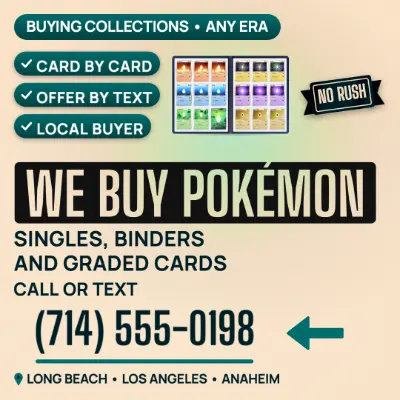 BUYING COLLECTIONS • ANY ERA
CARD BY CARD
OFFER BY TEXT
LOCAL BUYER
NO RUSH
WE BUY POKÉMON
SINGLES, BINDERS
AND GRADED CARDS
CALL OR TEXT
(714) 555-0198
LONG BEACH • LOS ANGELES • ANAHEIM